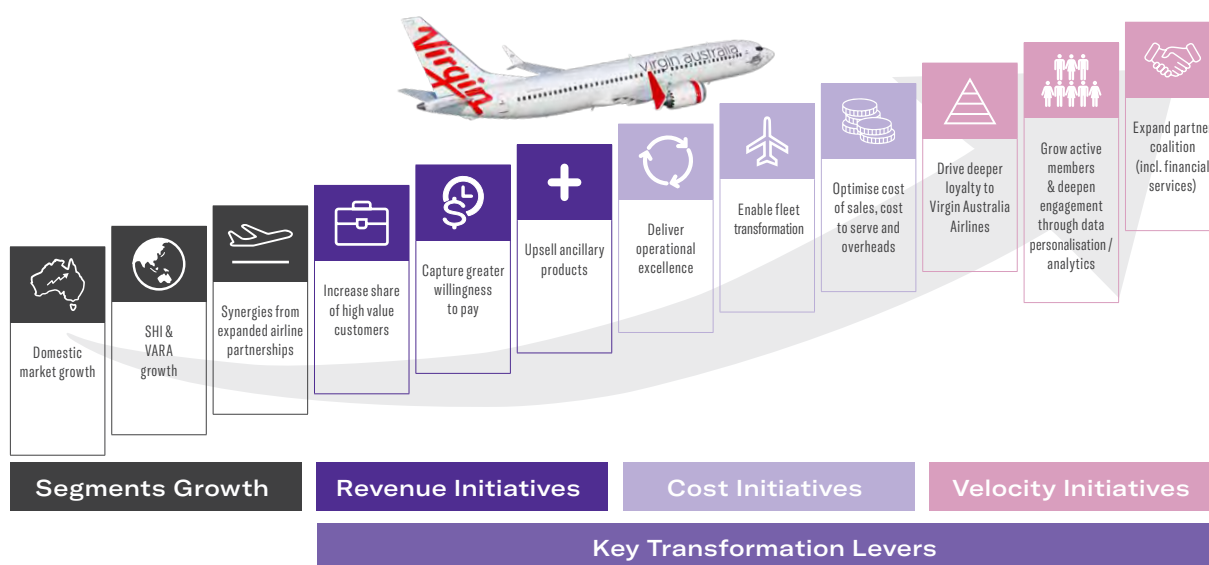 Virgin
virgin australia
Domestic
market growth
SHI &
VARA
growth
Synergies from
expanded airline
partnerships
Increase share
of high value
customers
Capture greater
willingness
to pay
Upsell ancillary
products
Deliver
operational
excellence
Enable fleet
transformation
Optimise cost
of sales, cost
to serve and
overheads
Drive deeper
loyalty to
Virgin Australia
Airlines
Grow active
members
& deepen
engagement
through data
personalisation /
analytics
Expand partne
coalition
(incl. financial
services)
Segments Growth
Revenue Initiatives
Cost Initiatives
Velocity Initiatives
Key Transformation Levers